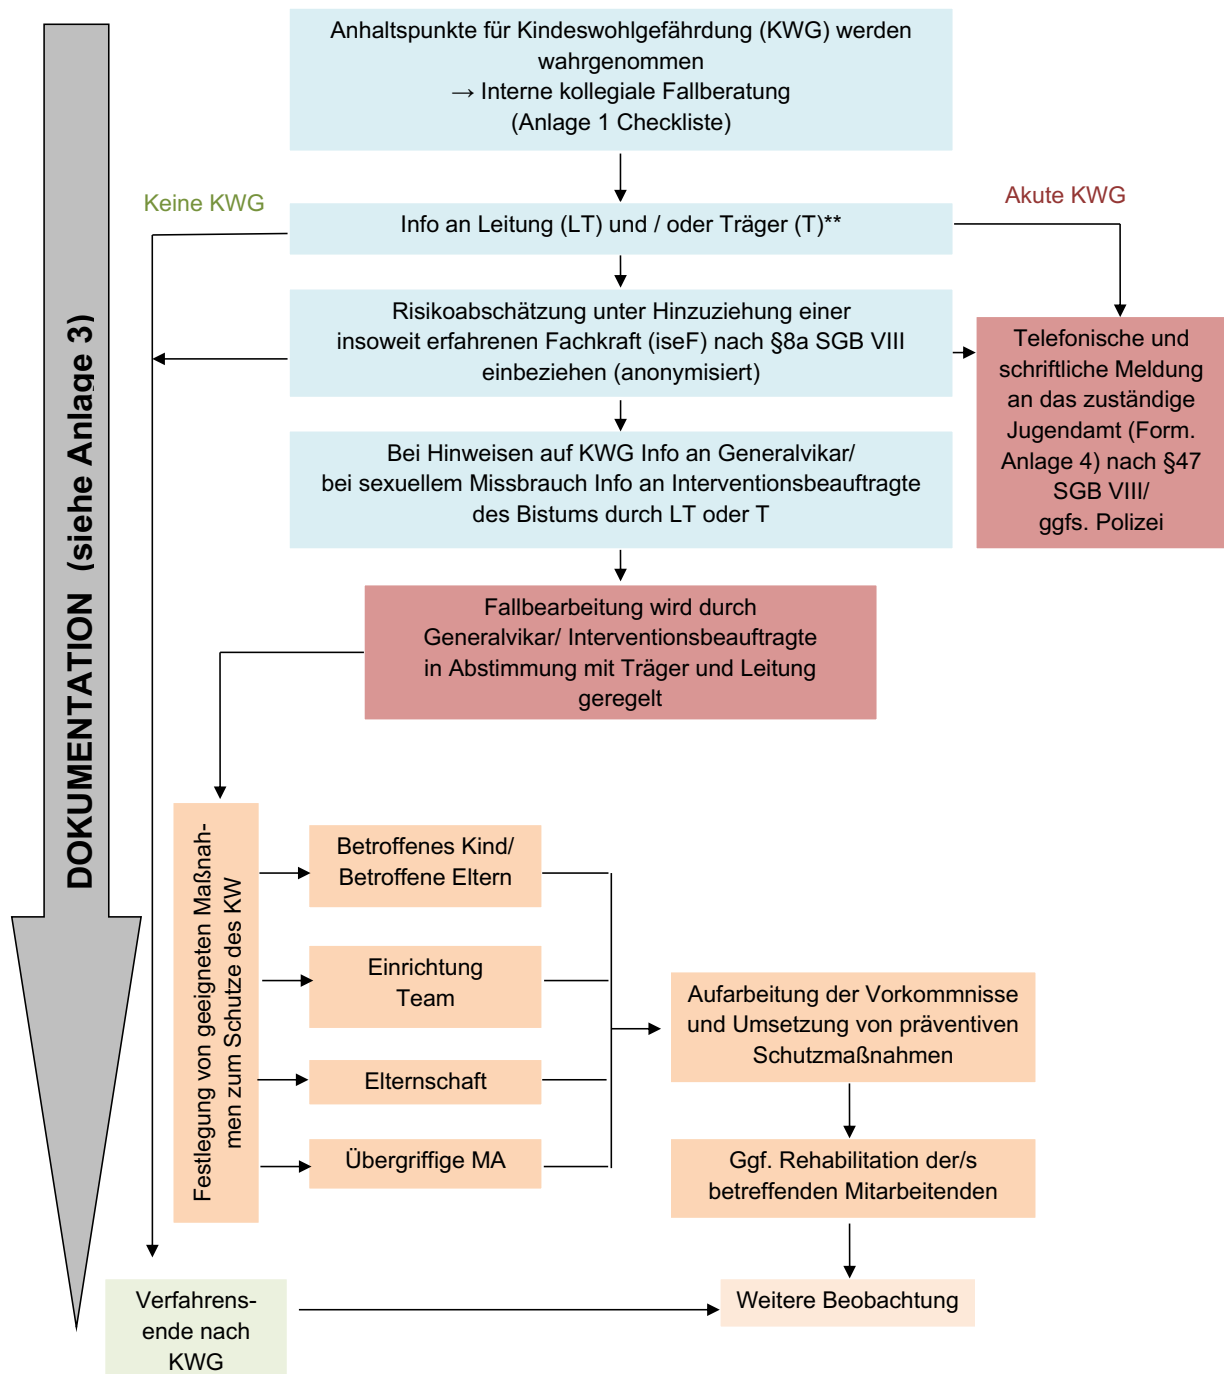 Anhaltspunkte für Kindeswohlgefährdung (KWG) werden
wahrgenommen
→ Interne kollegiale Fallberatung
(Anlage 1 Checkliste)
Keine KWG
Akute KWG
Info an Leitung (LT) und / oder Träger (T)**
Risikoabschätzung unter Hinzuziehung einer
insoweit erfahrenen Fachkraft (iseF) nach §8a SGB VIII
einbeziehen (anonymisiert)
Telefonische und
schriftliche Meldung
an das zuständige
Jugendamt (Form.
Anlage 4) nach §47
SGB VIII/
ggfs. Polizei
Bei Hinweisen auf KWG Info an Generalvikar/
bei sexuellem Missbrauch Info an Interventionsbeauftragte
des Bistums durch LT oder T
Fallbearbeitung wird durch
Generalvikar/ Interventionsbeauftragte
in Abstimmung mit Träger und Leitung
geregelt
DOKUMENTATION (siehe Anlage 3)
Festlegung von geeigneten Maßnah-
men zum Schutze des KW
Betroffenes Kind/
Betroffene Eltern
Einrichtung
Team
Elternschaft
Übergriffige MA
Aufarbeitung der Vorkommnisse
und Umsetzung von präventiven
Schutzmaßnahmen
Ggf. Rehabilitation der/s
betreffenden Mitarbeitenden
Weitere Beobachtung
Verfahrens-
ende nach
KWG